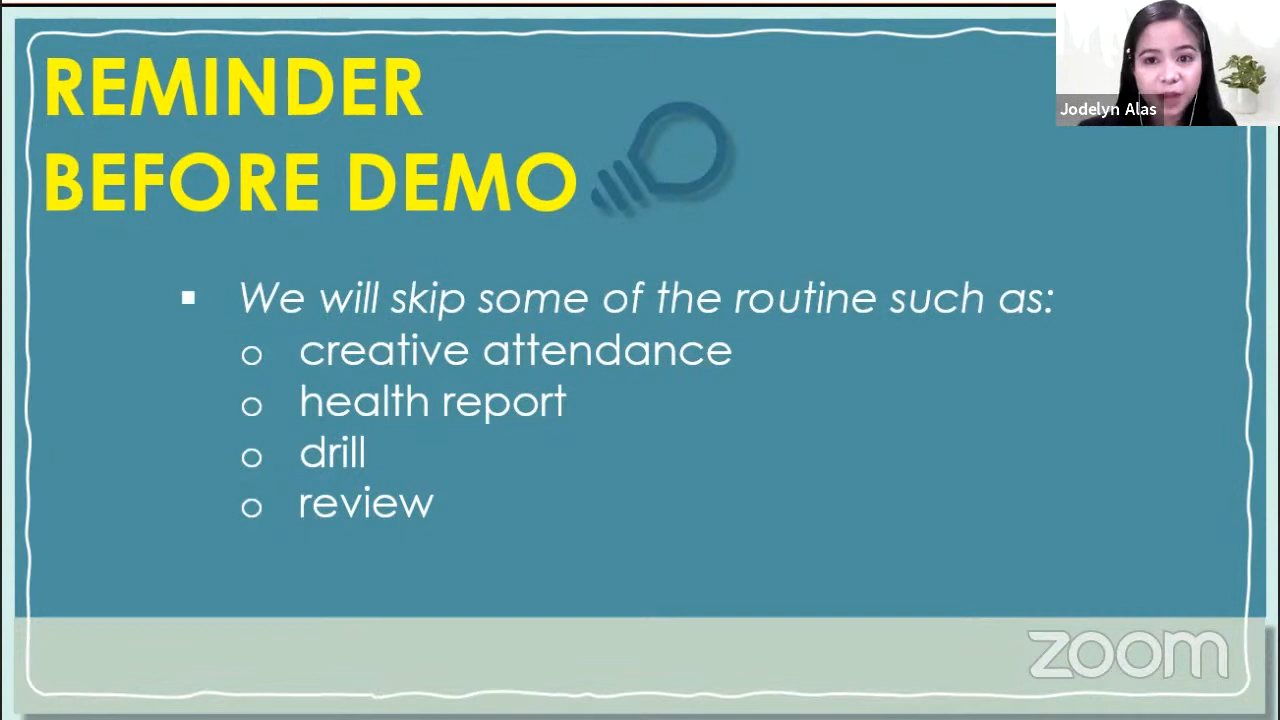 REMINDER
BEFORE DEMO
Jodelyn Alas
We will skip some of the routine such as:
creative attendance
health report
drill
review
zoom